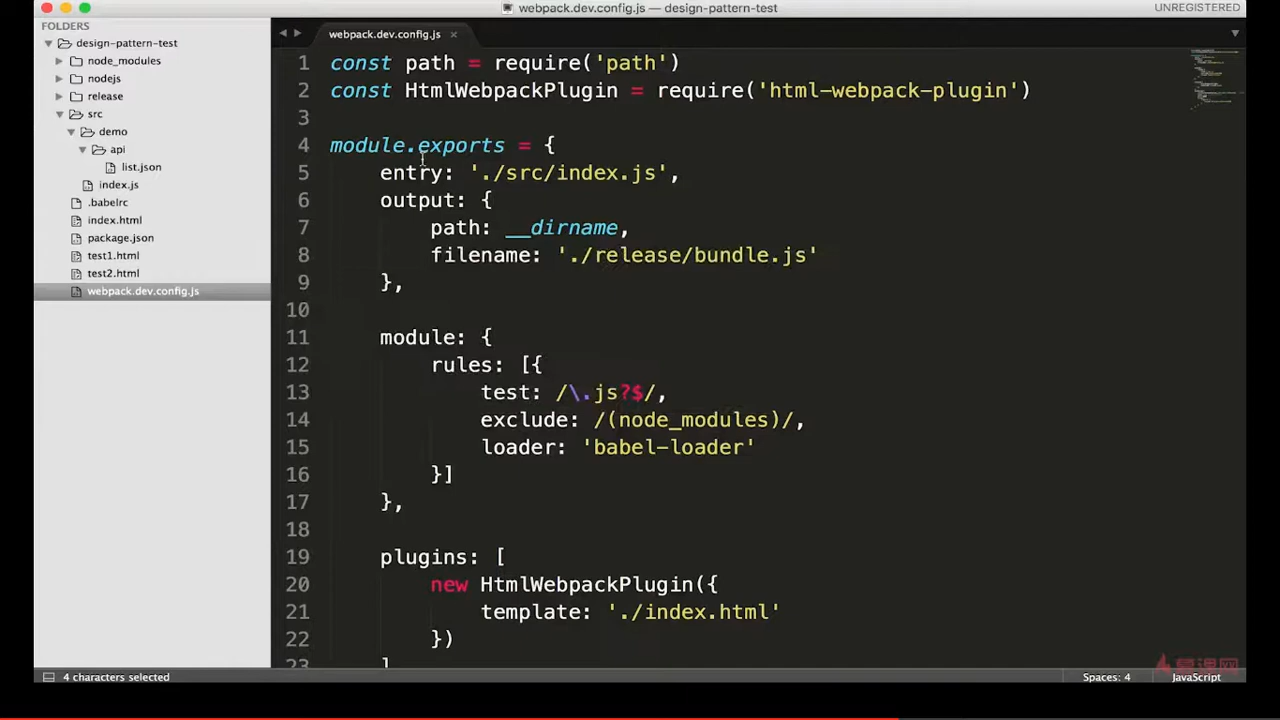 webpack.dev.config.js — design-pattern-test
UNREGISTERED
FOLDERS
design-pattern-test
node_modules
nodejs
release
src
demo
api
list.json
index.js
.babelrc
index.html
package.json
test1.html
test2.html
webpack.dev.config.js
webpack.dev.config.js ×
1 const path = require('path')
2 const HtmlWebpackPlugin = require('html-webpack-plugin')
3
4 module.exports = {
5 entry: './src/index.js',
6 output: {
7 path: __dirname,
8 filename: './release/bundle.js'
9 },
10
11 module: {
12 rules: [{
13 test: /\.js?$/,
14 exclude: /(node_modules)/,
15 loader: 'babel-loader'
16 }]
17 },
18
19 plugins: [
20 new HtmlWebpackPlugin({
21 template: './index.html'
22 })
23 ]
慕课网
4 characters selected
Spaces: 4
JavaScript